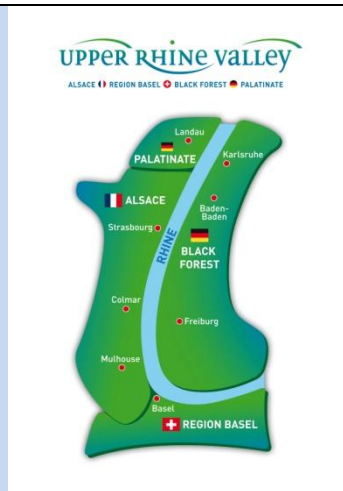 UPPER RHINE VALLEY
ALSACE REGION BASEL BLACK FOREST PALATINATE
Landau
PALATINATE
Karlsruhe
ALSACE
Baden-
Baden
Strasbourg
RHINE
BLACK
FOREST
Colmar
Freiburg
Mulhouse
Basel
REGION BASEL